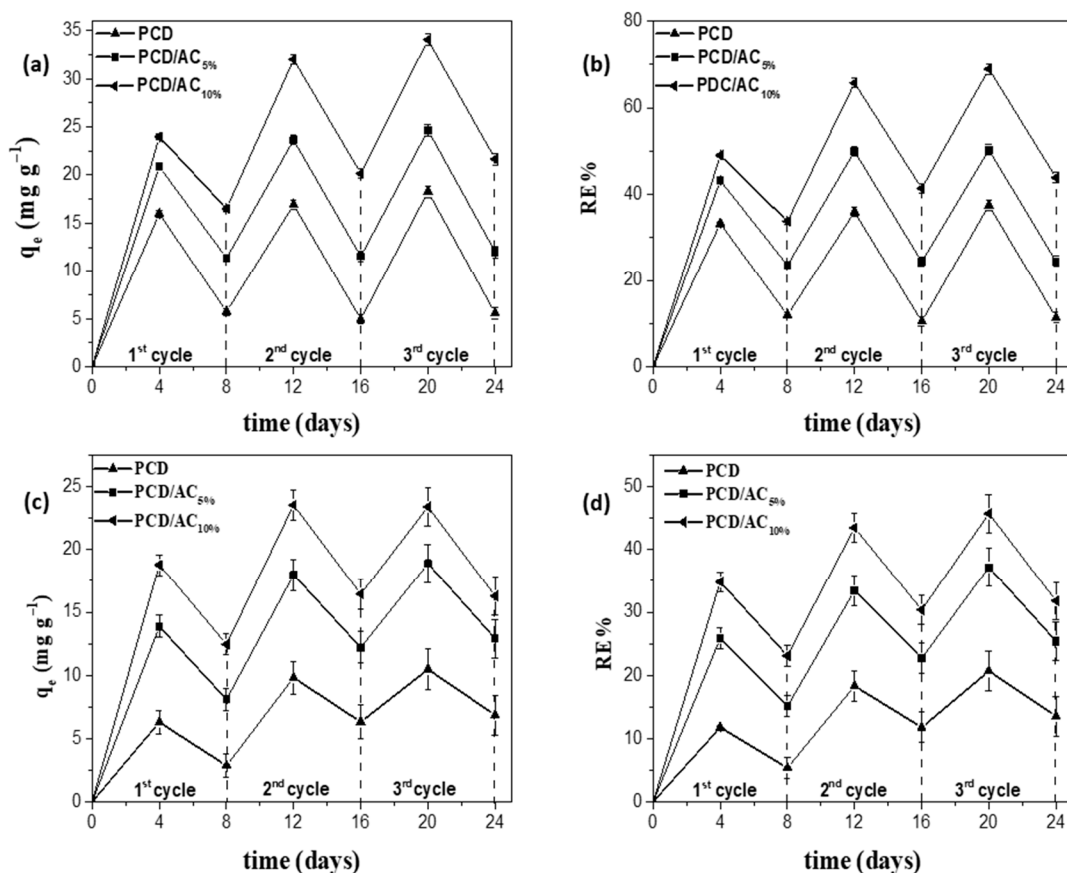 (a)
PCD
PCD/AC5%
PCD/AC10%
qe (mg g−1)
35
30
25
20
15
10
5
0
1st cycle 2nd cycle 3rd cycle
0 4 8 12 16 20 24
time (days)
(b)
PCD
PCD/AC5%
PDC/AC10%
RE%
80
60
40
20
0
1st cycle 2nd cycle 3rd cycle
0 4 8 12 16 20 24
time (days)
(c)
PCD
PCD/AC5%
PCD/AC10%
qe (mg g−1)
25
20
15
10
5
0
1st cycle 2nd cycle 3rd cycle
0 4 8 12 16 20 24
time (days)
(d)
PCD
PCD/AC5%
PCD/AC10%
RE%
50
40
30
20
10
0
1st cycle 2nd cycle 3rd cycle
0 4 8 12 16 20 24
time (days)